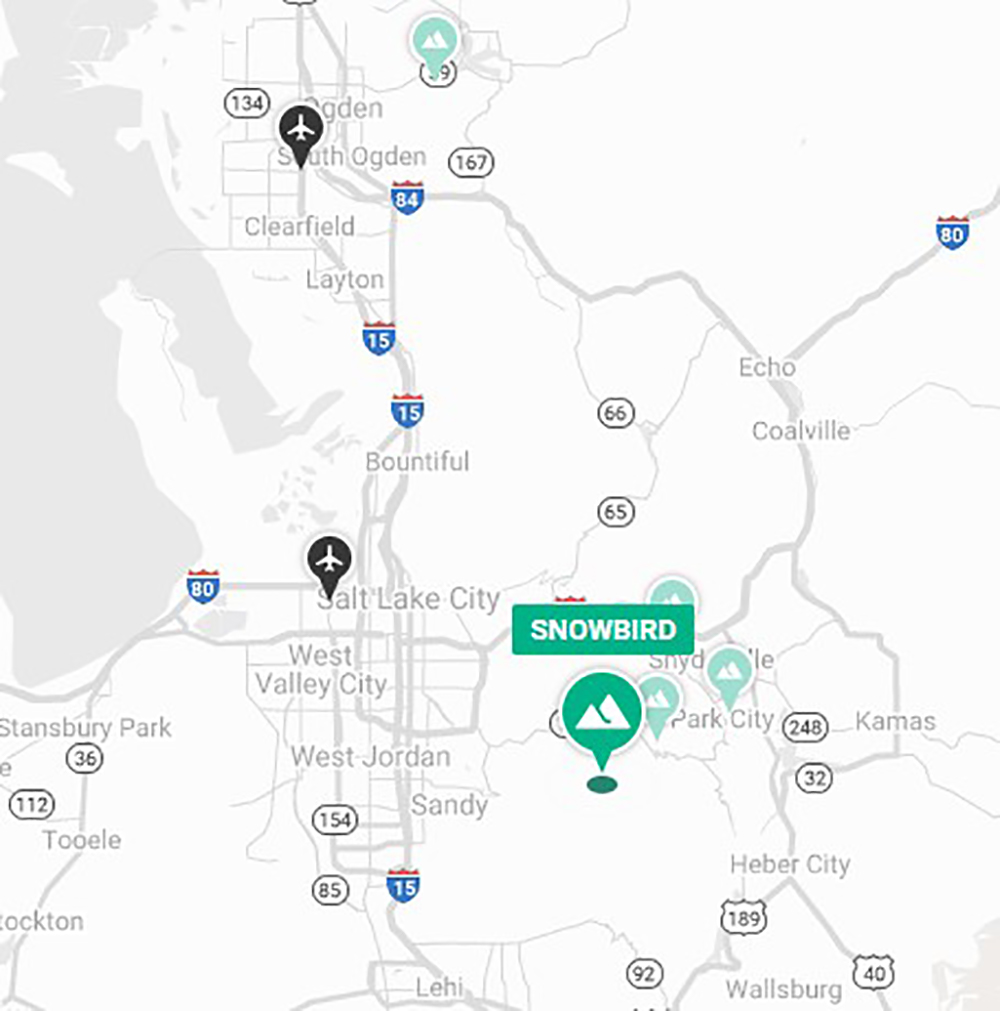 39
134
Ogden
South Ogden
167
84
Clearfield
80
Layton
15
Echo
15
66
Coalville
Bountiful
65
80
Salt Lake City
SNOWBIRD
West
Valley City
Park City
248
Kamas
Stansbury Park
36
West Jordan
32
112
Sandy
154
Tooele
Heber City
15
85
189
92
40
Lehi
Wallsburg